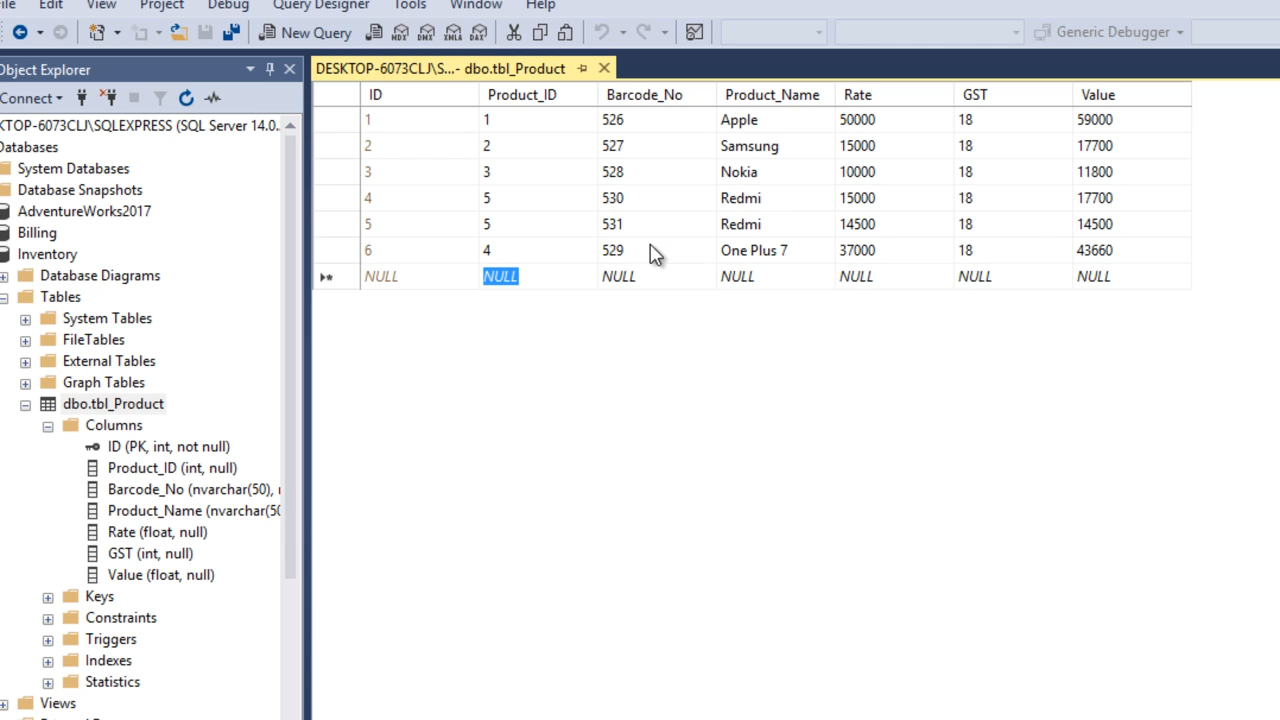 ile Edit View Project Debug Query Designer Tools Window Help
New Query MDX DMX XMLA DAX Generic Debugger
Object Explorer
DESKTOP-6073CLJ\S...- dbo.tbl_Product
Connect
KTOP-6073CLJ\SQLEXPRESS (SQL Server 14.0...
Databases
System Databases
Database Snapshots
AdventureWorks2017
Billing
Inventory
Database Diagrams
Tables
System Tables
FileTables
External Tables
Graph Tables
dbo.tbl_Product
Columns
ID (PK, int, not null)
Product_ID (int, null)
Barcode_No (nvarchar(50), n
Product_Name (nvarchar(50
Rate (float, null)
GST (int, null)
Value (float, null)
Keys
Constraints
Triggers
Indexes
Statistics
Views
ID Product_ID Barcode_No Product_Name Rate GST Value
1 1 526 Apple 50000 18 59000
2 2 527 Samsung 15000 18 17700
3 3 528 Nokia 10000 18 11800
4 5 530 Redmi 15000 18 17700
5 5 531 Redmi 14500 18 14500
6 4 529 One Plus 7 37000 18 43660
NULL NULL NULL NULL NULL NULL NULL